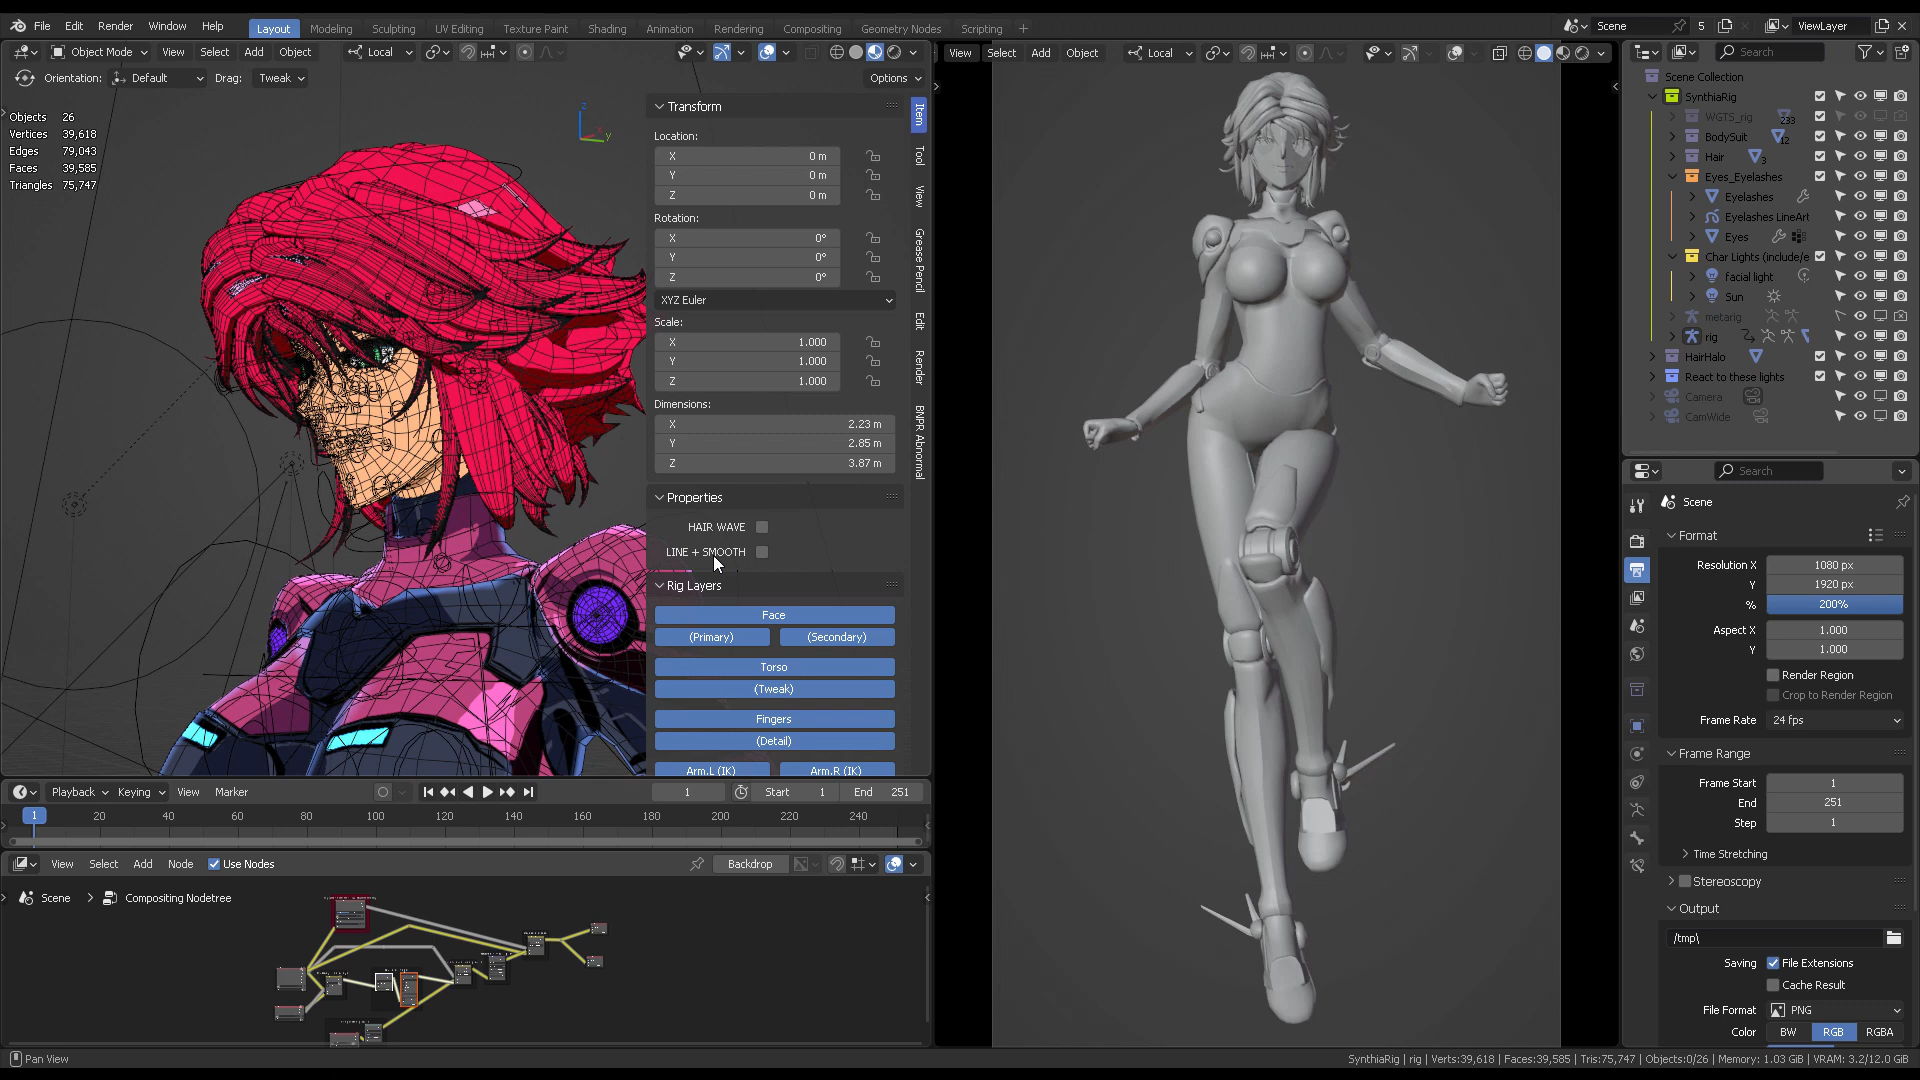 File Edit Render Window Help Layout Modeling Sculpting UV Editing Texture Paint Shading Animation Rendering Compositing Geometry Nodes Scripting + Scene 5 ViewLayer
Object Mode View Select Add Object Local
Orientation: Default Drag: Tweak Options
Objects 26
Vertices 39,618
Edges 79,043
Faces 39,585
Triangles 75,747
z
y
Transform
Location:
X 0 m
Y 0 m
Z 0 m
Rotation:
X 0°
Y 0°
Z 0°
XYZ Euler
Scale:
X 1.000
Y 1.000
Z 1.000
Dimensions:
X 2.23 m
Y 2.85 m
Z 3.87 m
Properties
HAIR WAVE
LINE + SMOOTH
Rig Layers
Face
(Primary) (Secondary)
Torso
(Tweak)
Fingers
(Detail)
Arm.L (IK) Arm.R (IK)
Item
Tool
View
Grease Pencil
Edit
Render
BNPR Abnormal
View Select Add Object Local
Search
Scene Collection
SynthiaRig
WGTS_rig 233
BodySuit 12
Hair 3
Eyes_Eyelashes
Eyelashes
Eyelashes LineArt
Eyes
Char Lights (include/e
facial light
Sun
metarig
rig
HairHalo
React to these lights
Camera
CamWide
Search
Scene
Format
Resolution X 1080 px
Y 1920 px
% 200%
Aspect X 1.000
Y 1.000
Render Region
Crop to Render Region
Frame Rate 24 fps
Frame Range
Frame Start 1
End 251
Step 1
Time Stretching
Stereoscopy
Output
/tmp\
Saving File Extensions
Cache Result
File Format PNG
Color BW RGB RGBA
Playback Keying View Marker 1 Start 1 End 251
1 20 40 60 80 100 120 140 160 180 200 220 240
View Select Add Node Use Nodes Backdrop
Scene > Compositing Nodetree
Pan View
SynthiaRig | rig | Verts:39,618 | Faces:39,585 | Tris:75,747 | Objects:0/26 | Memory: 1.03 GiB | VRAM: 3.2/12.0 GiB